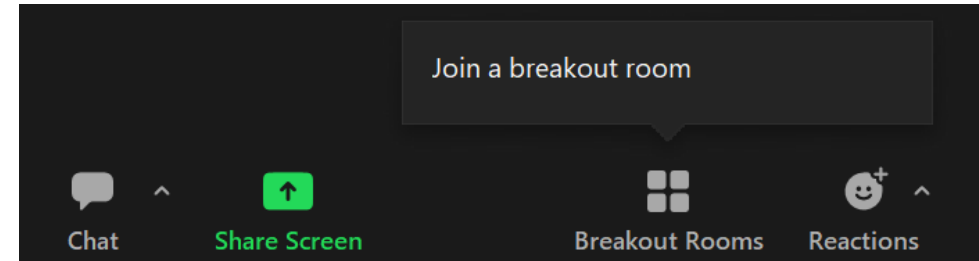 Join a breakout room
Chat
Share Screen
Breakout Rooms
Reactions